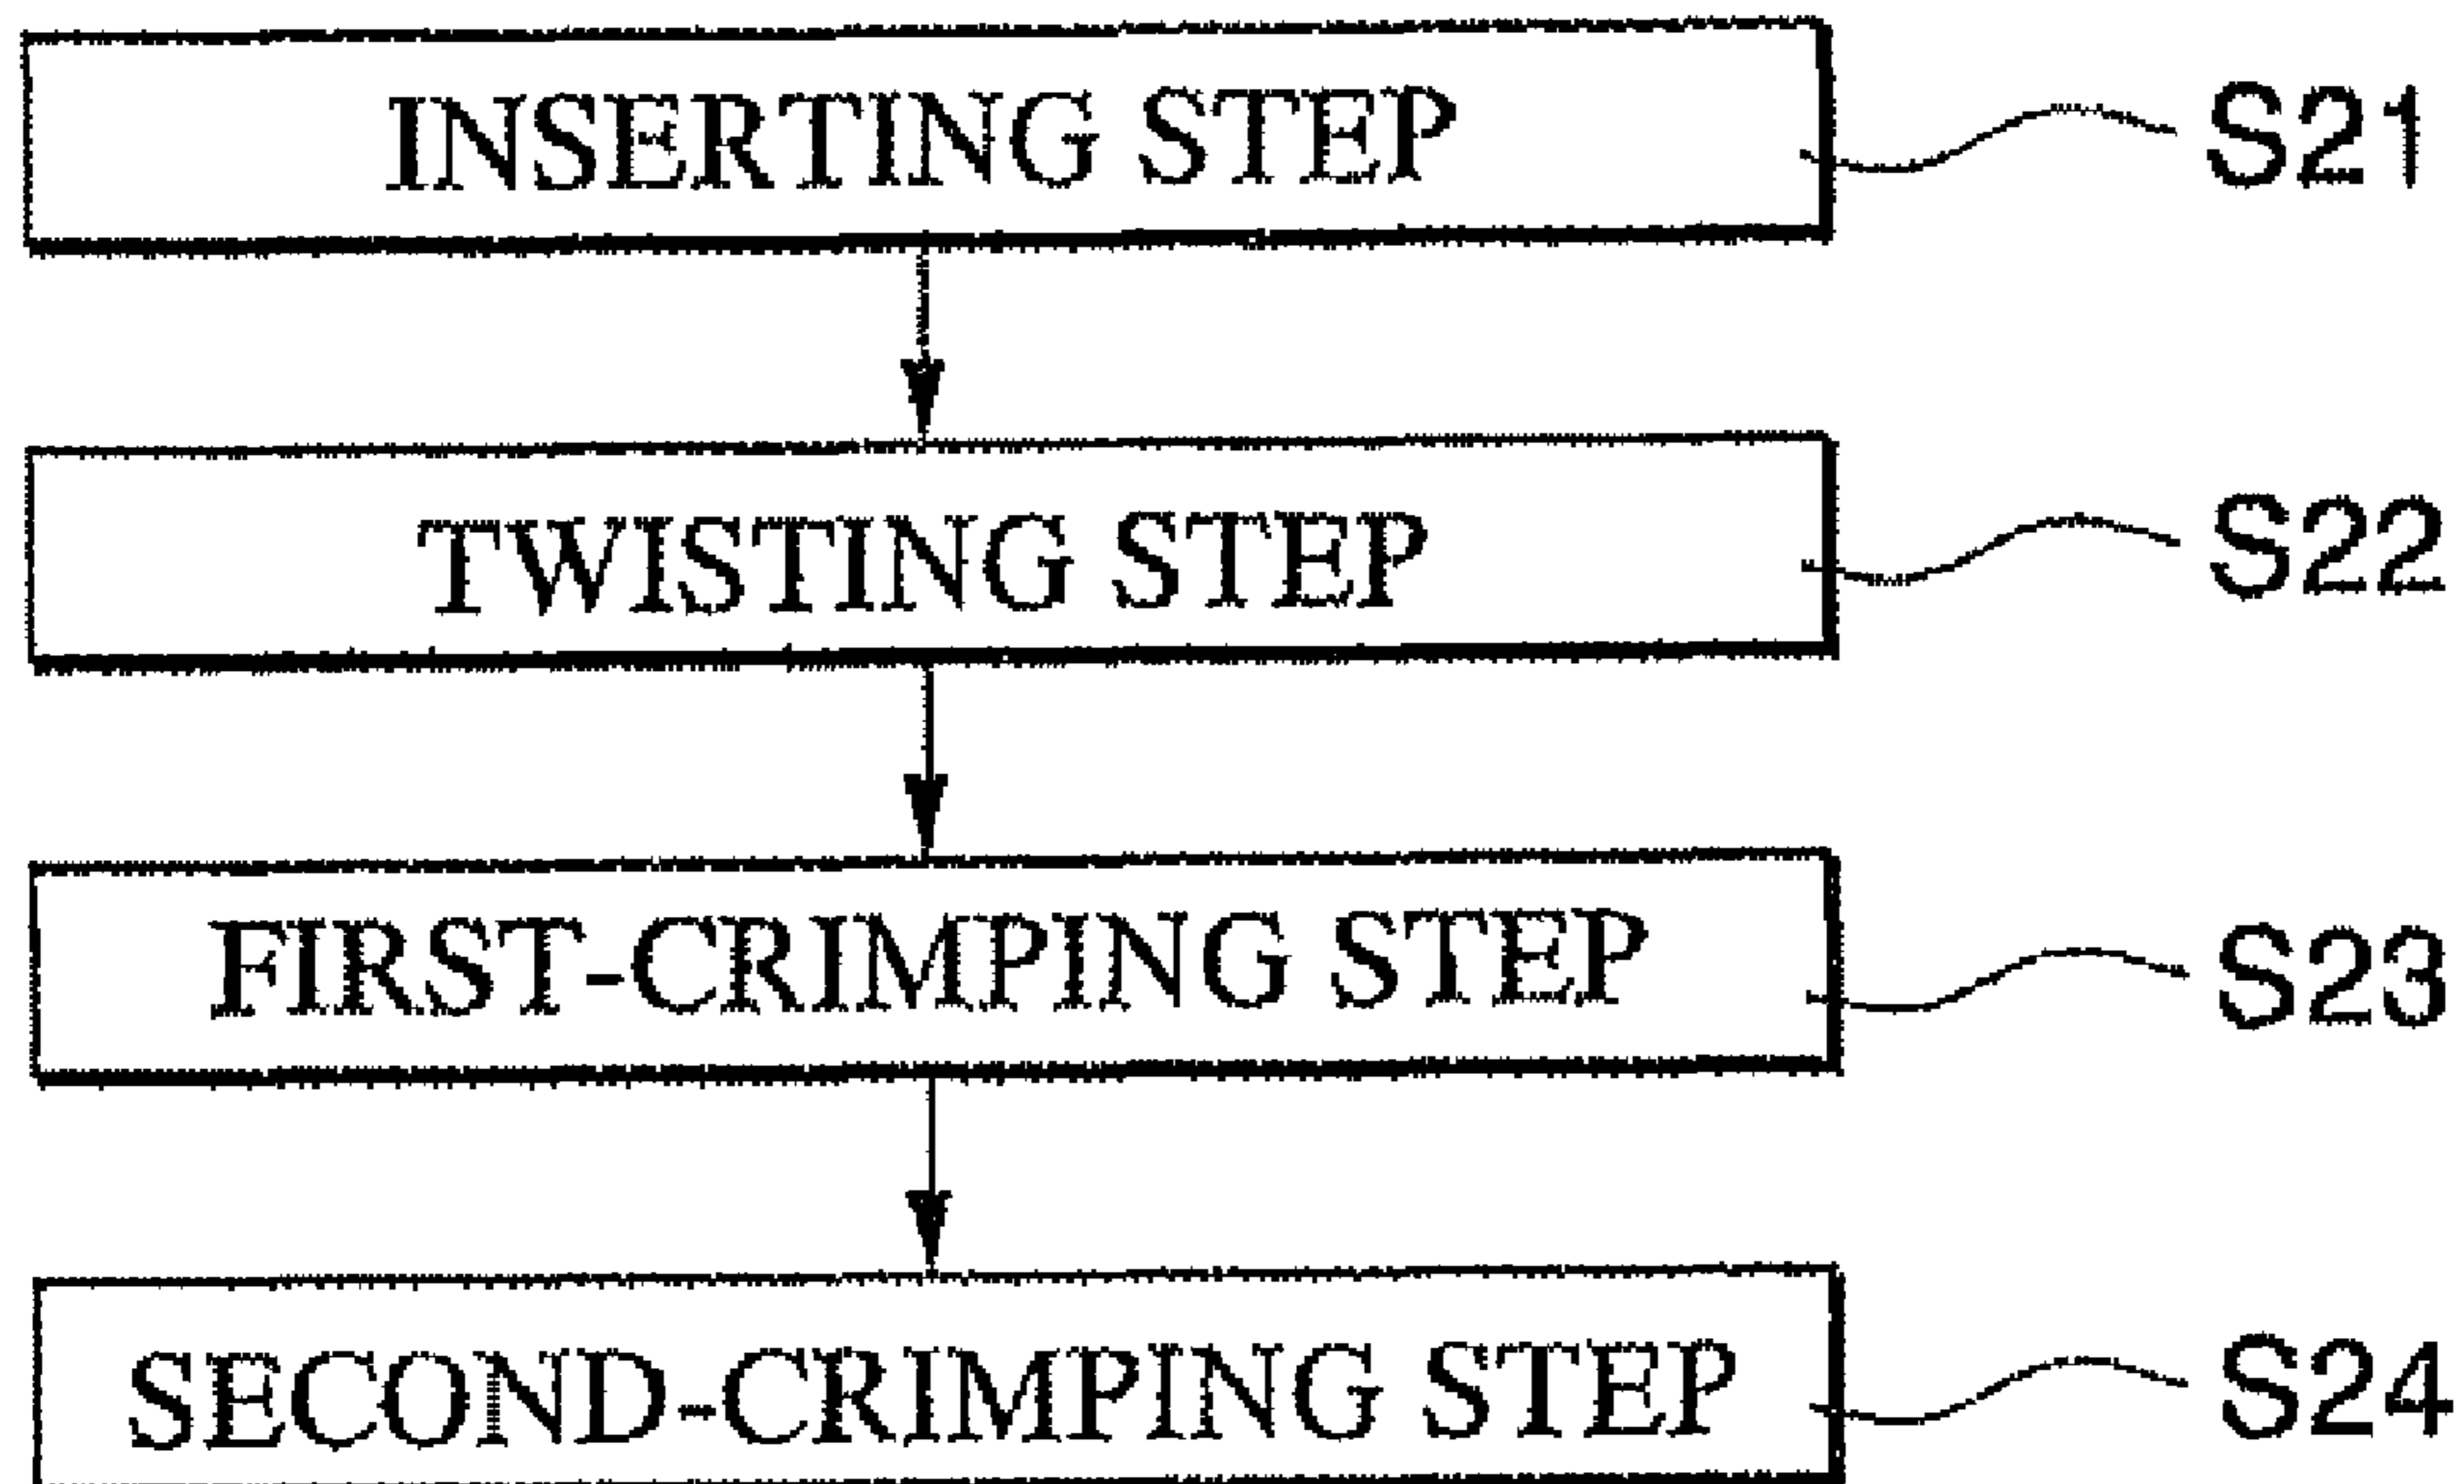 INSERTING STEP S21
TWISTING STEP S22
FIRST-CRIMPING STEP S23
SECOND-CRIMPING STEP S24